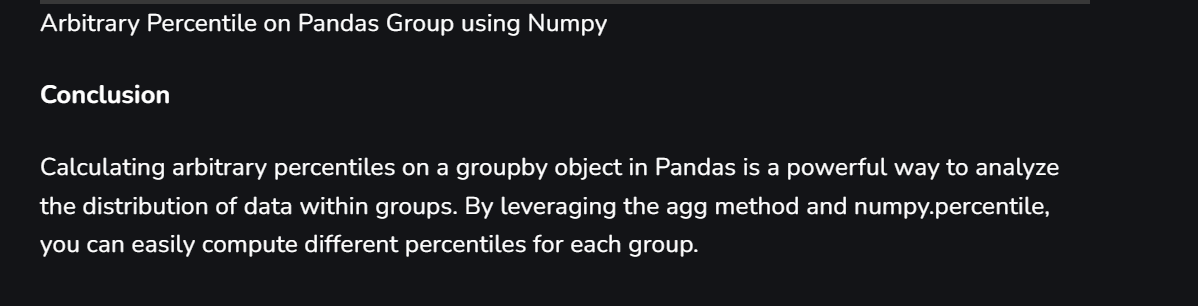 Arbitrary Percentile on Pandas Group using Numpy
Conclusion
Calculating arbitrary percentiles on a groupby object in Pandas is a powerful way to analyze
the distribution of data within groups. By leveraging the agg method and numpy.percentile,
you can easily compute different percentiles for each group.